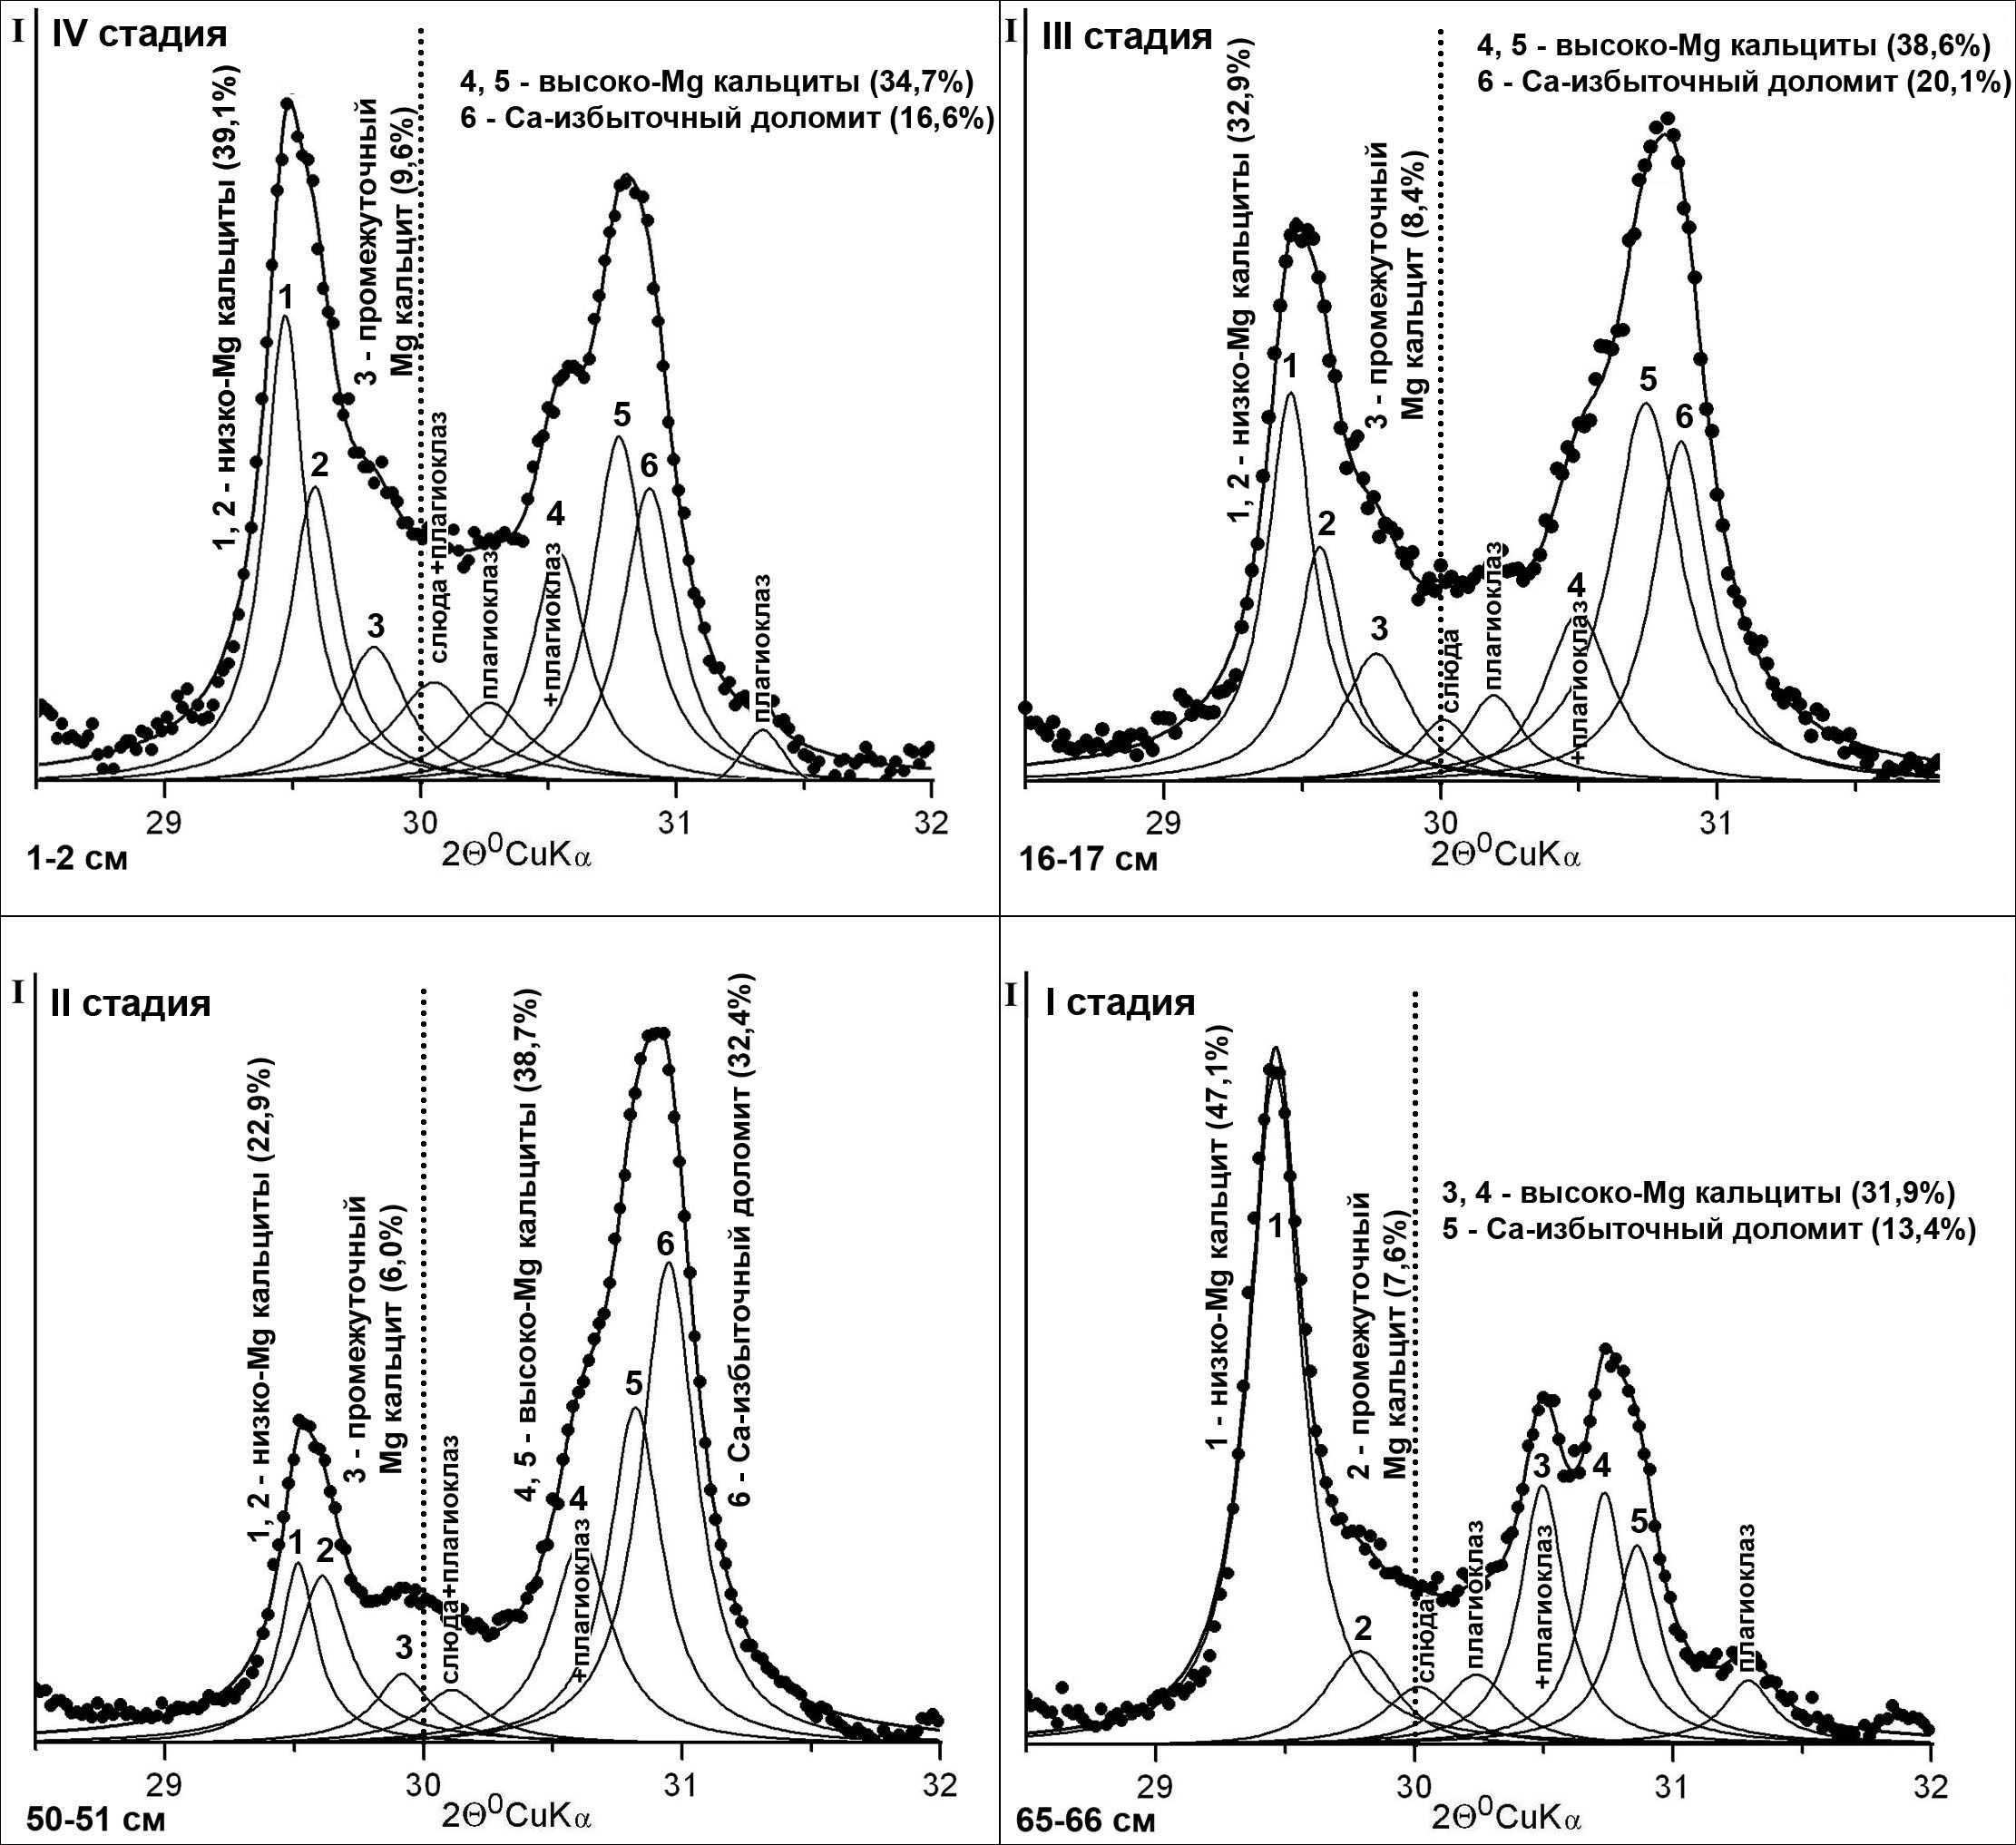 I
IV стадия
1, 2 - низко-Mg кальциты (39,1%)
3 - промежуточный
Mg кальцит (9,6%)
4, 5 - высоко-Mg кальциты (34,7%)
6 - Ca-избыточный доломит (16,6%)
1
2
3
слюда+плагиоклаз
плагиоклаз
4
+плагиоклаз
5
6
плагиоклаз
29
30
31
32
2Θ⁰CuKα
1-2 см
I
III стадия
1, 2 - низко-Mg кальциты (32,9%)
3 - промежуточный
Mg кальцит (8,4%)
4, 5 - высоко-Mg кальциты (38,6%)
6 - Ca-избыточный доломит (20,1%)
1
2
3
слюда
плагиоклаз
4
+плагиоклаз
5
6
29
30
31
2Θ⁰CuKα
16-17 см
I
II стадия
1, 2 - низко-Mg кальциты (22,9%)
3 - промежуточный
Mg кальцит (6,0%)
4, 5 - высоко-Mg кальциты (38,7%)
6 - Ca-избыточный доломит (32,4%)
1
2
3
слюда+плагиоклаз
4
+плагиоклаз
5
6
29
30
31
32
2Θ⁰CuKα
50-51 см
I
I стадия
1 - низко-Mg кальцит (47,1%)
2 - промежуточный
Mg кальцит (7,6%)
3, 4 - высоко-Mg кальциты (31,9%)
5 - Ca-избыточный доломит (13,4%)
1
2
слюда
плагиоклаз
3
+плагиоклаз
4
5
плагиоклаз
29
30
31
32
2Θ⁰CuKα
65-66 см